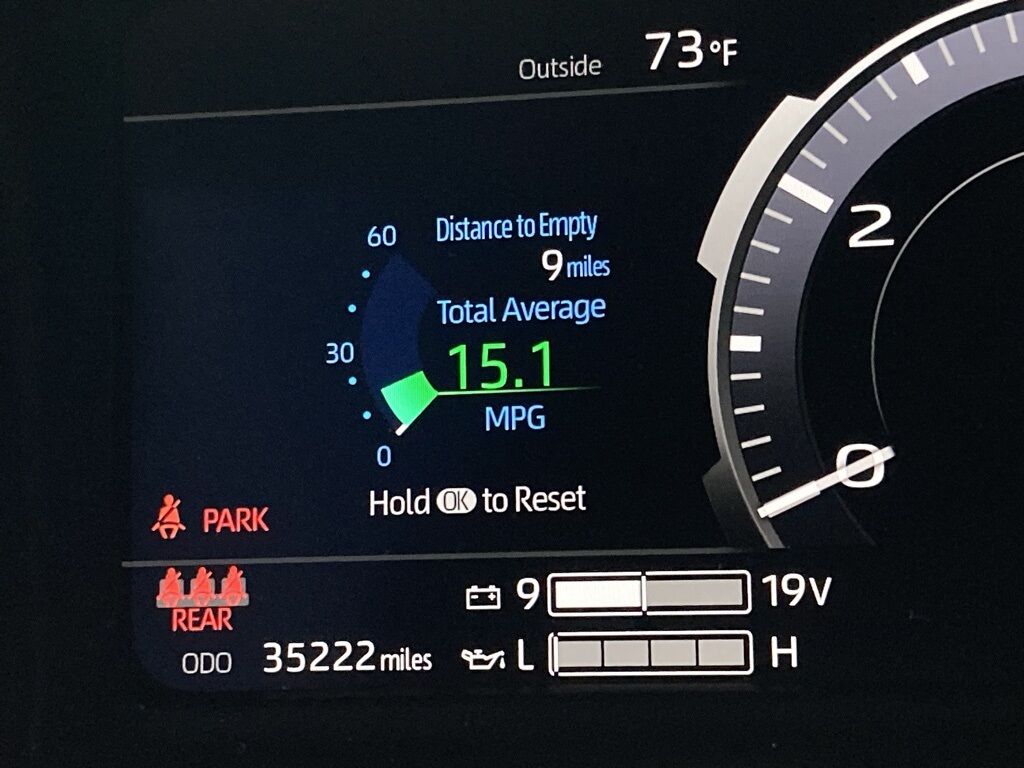 Outside 73°F
60
Distance to Empty
9 miles
Total Average
30
15.1
MPG
0
Hold OK to Reset
PARK
REAR
ODO 35222 miles
2
0
9 19V
L H